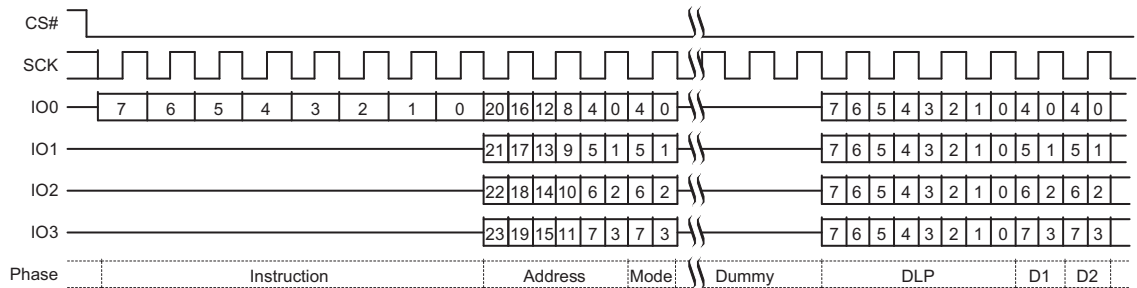 CS#
SCK
IO0 7 6 5 4 3 2 1 0 20 16 12 8 4 0 4 0 7 6 5 4 3 2 1 0 4 0 4 0
IO1 21 17 13 9 5 1 5 1 7 6 5 4 3 2 1 0 5 1 5 1
IO2 22 18 14 10 6 2 6 2 7 6 5 4 3 2 1 0 6 2 6 2
IO3 23 19 15 11 7 3 7 3 7 6 5 4 3 2 1 0 7 3 7 3
Phase Instruction Address Mode Dummy DLP D1 D2